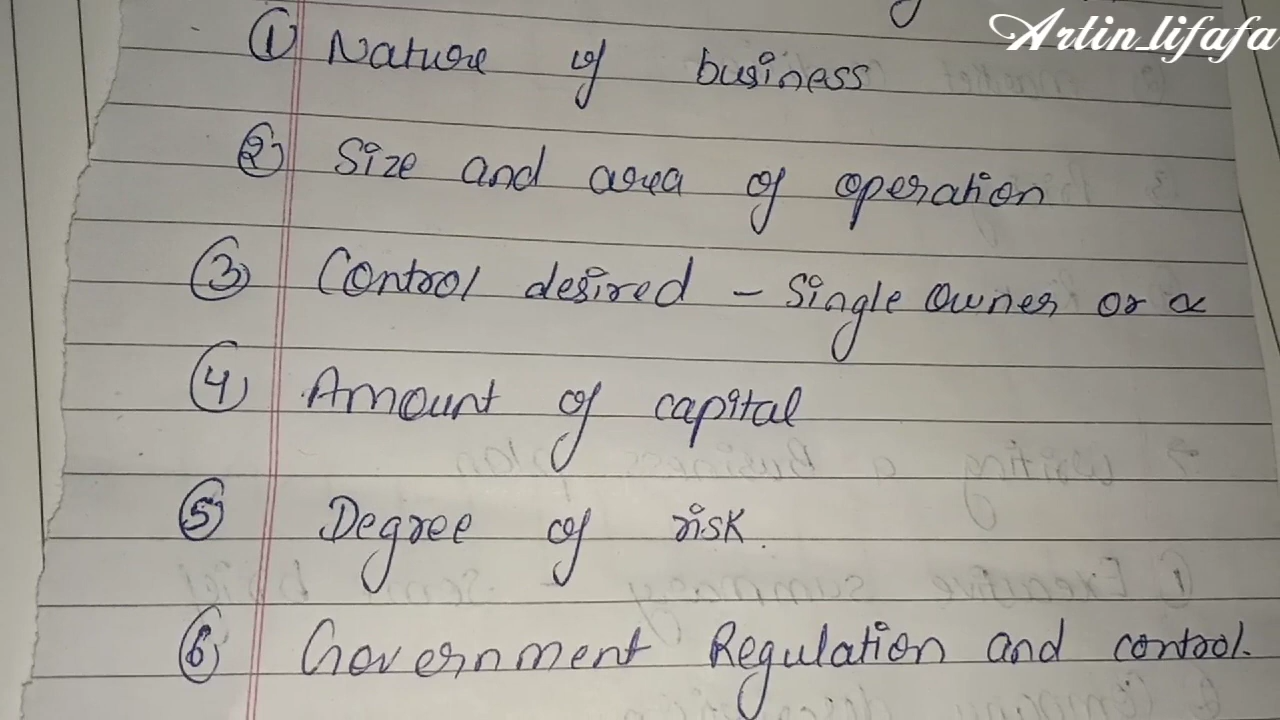 Artin_lifafa
① Nature of business
② Size and area of operation
③ Control desired - Single owner or x
④ Amount of capital
⑤ Degree of risk.
⑥ Government Regulation and control.